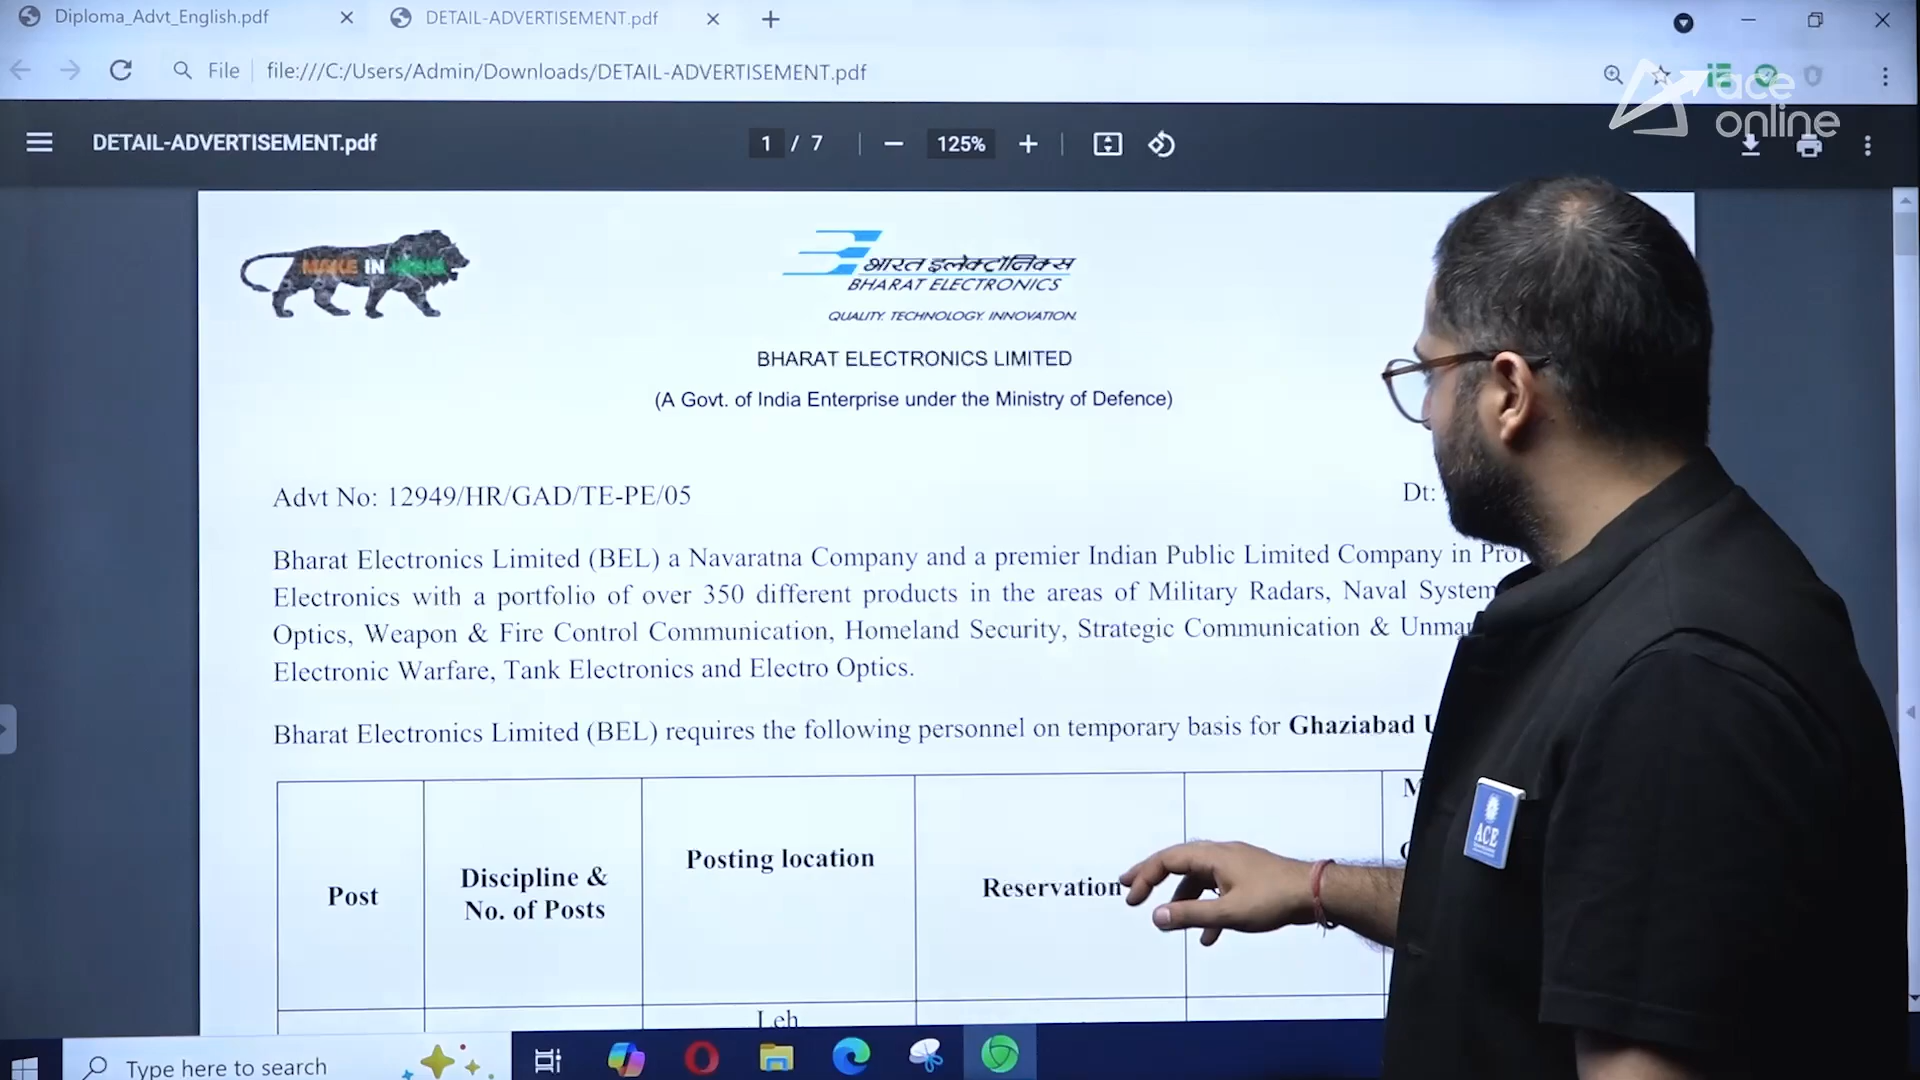 Diploma_Advt_English.pdf
DETAIL-ADVERTISEMENT.pdf
File
file:///C:/Users/Admin/Downloads/DETAIL-ADVERTISEMENT.pdf
ace
online
DETAIL-ADVERTISEMENT.pdf
1 / 7
125%
MAKE IN INDIA
भारत इलेक्ट्रॉनिक्स
BHARAT ELECTRONICS
QUALITY. TECHNOLOGY. INNOVATION.
BHARAT ELECTRONICS LIMITED
(A Govt. of India Enterprise under the Ministry of Defence)
Advt No: 12949/HR/GAD/TE-PE/05
Dt:
Bharat Electronics Limited (BEL) a Navaratna Company and a premier Indian Public Limited Company in
Electronics with a portfolio of over 350 different products in the areas of Military Radars, Naval System
Optics, Weapon & Fire Control Communication, Homeland Security, Strategic Communication &
Electronic Warfare, Tank Electronics and Electro Optics.
Bharat Electronics Limited (BEL) requires the following personnel on temporary basis for Ghaziabad
Post
Discipline &
No. of Posts
Posting location
Reservation
Leh
ACE
Type here to search